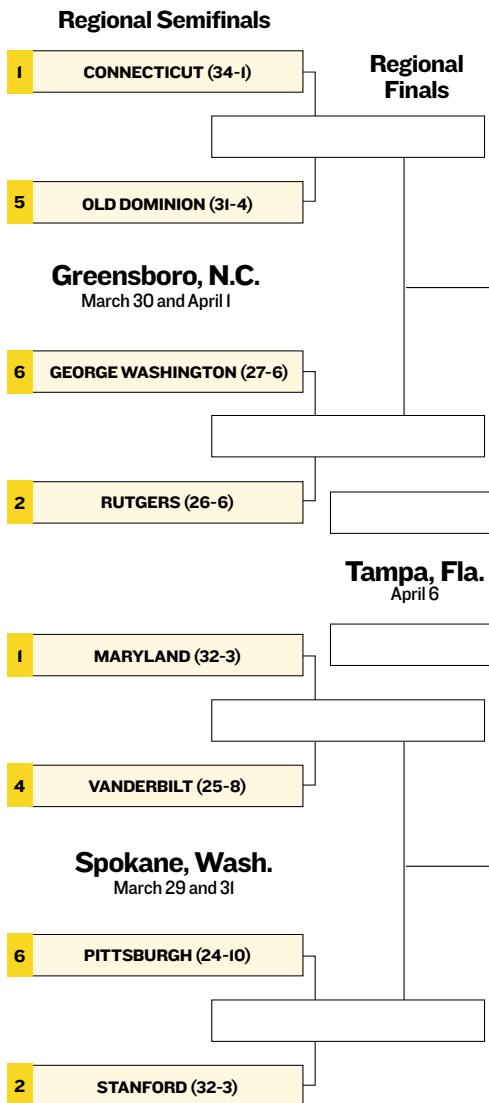 Regional Semifinals
1 CONNECTICUT (34-1)
Regional
Finals
5 OLD DOMINION (31-4)
Greensboro, N.C.
March 30 and April 1
6 GEORGE WASHINGTON (27-6)
2 RUTGERS (26-6)
Tampa, Fla.
April 6
1 MARYLAND (32-3)
4 VANDERBILT (25-8)
Spokane, Wash.
March 29 and 31
6 PITTSBURGH (24-10)
2 STANFORD (32-3)